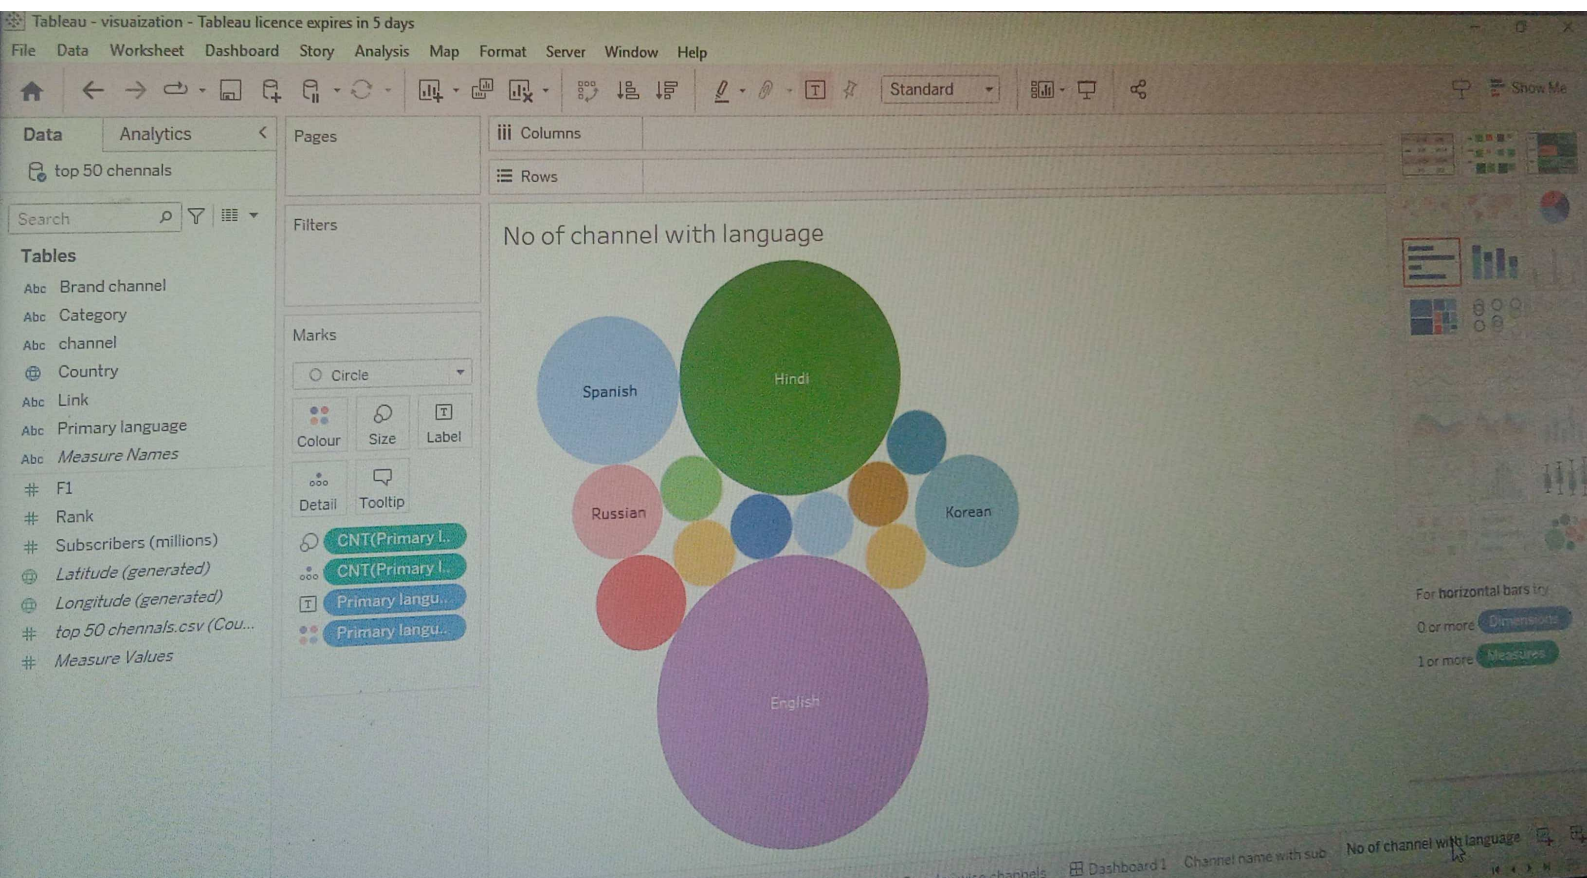 Tableau - visuaization - Tableau licence expires in 5 days
File Data Worksheet Dashboard Story Analysis Map Format Server Window Help
Standard
Show Me
Data Analytics
top 50 chennals
Search
Tables
Abc Brand channel
Abc Category
Abc channel
Country
Abc Link
Abc Primary language
Abc Measure Names
# F1
# Rank
# Subscribers (millions)
Latitude (generated)
Longitude (generated)
# top 50 chennals.csv (Cou...
# Measure Values
Pages
Filters
Marks
Circle
Colour Size Label
Detail Tooltip
CNT(Primary l..
CNT(Primary l..
Primary langu..
Primary langu..
Columns
Rows
No of channel with language
Hindi
Spanish
Russian
Korean
English
For horizontal bars try
0 or more Dimensions
1 or more Measures
channels Dashboard 1 Channel name with sub No of channel with language